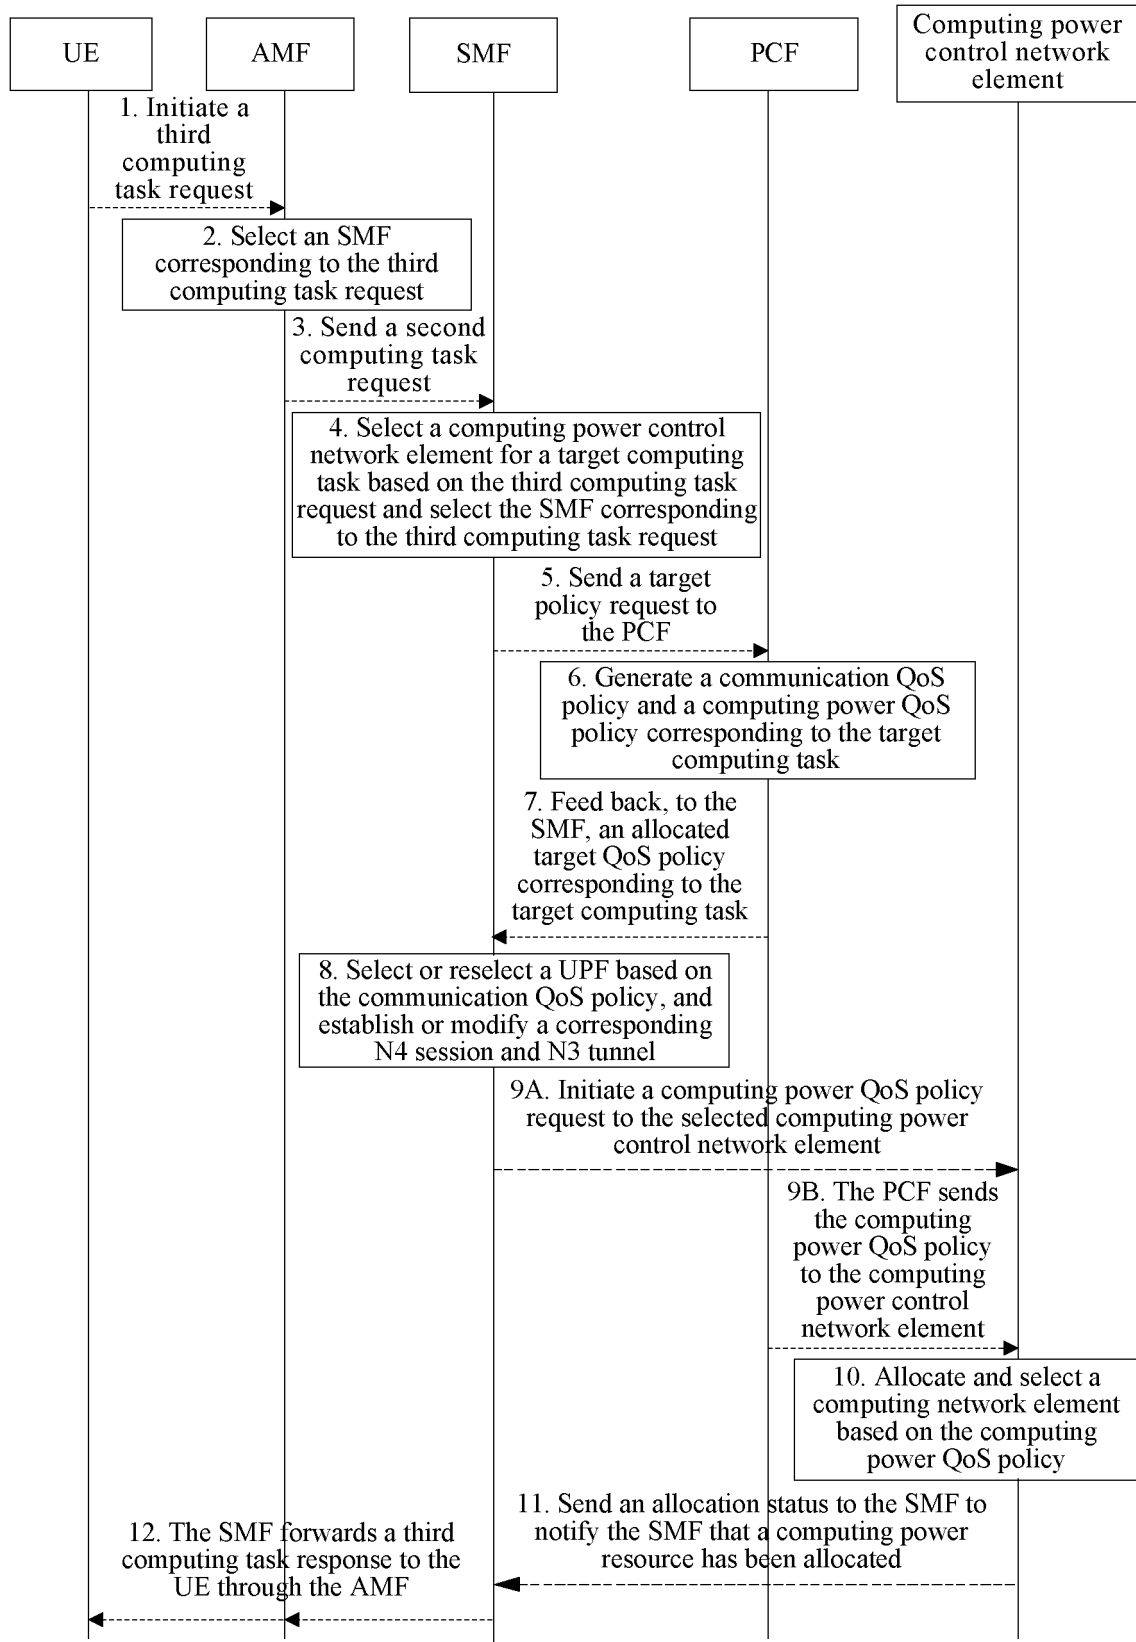 UE
AMF
SMF
PCF
Computing power
control network
element
1. Initiate a
third
computing
task request
2. Select an SMF
corresponding to the third
computing task request
3. Send a second
computing task
request
4. Select a computing power control
network element for a target computing
task based on the third computing task
request and select the SMF corresponding
to the third computing task request
5. Send a target
policy request to
the PCF
6. Generate a communication QoS
policy and a computing power QoS
policy corresponding to the target
computing task
7. Feed back, to the
SMF, an allocated
target QoS policy
corresponding to the
target computing task
8. Select or reselect a UPF based on
the communication QoS policy, and
establish or modify a corresponding
N4 session and N3 tunnel
9A. Initiate a computing power QoS policy
request to the selected computing power
control network element
9B. The PCF sends
the computing
power QoS policy
to the computing
power control
network element
10. Allocate and select a
computing network element
based on the computing
power QoS policy
11. Send an allocation status to the SMF to
notify the SMF that a computing power
resource has been allocated
12. The SMF forwards a third
computing task response to the
UE through the AMF